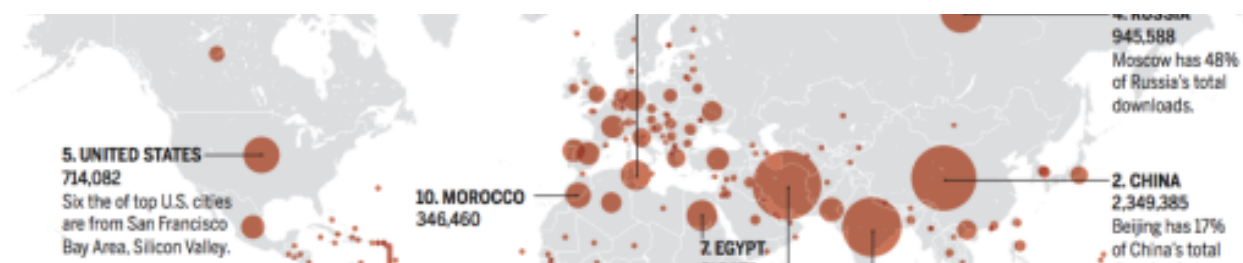 4. RUSSIA
945,588
Moscow has 48%
of Russia's total
downloads.
5. UNITED STATES
714,082
Six the of top U.S. cities
are from San Francisco
Bay Area, Silicon Valley.
10. MOROCCO
346,460
7. EGYPT
2. CHINA
2,349,385
Beijing has 17%
of China's total